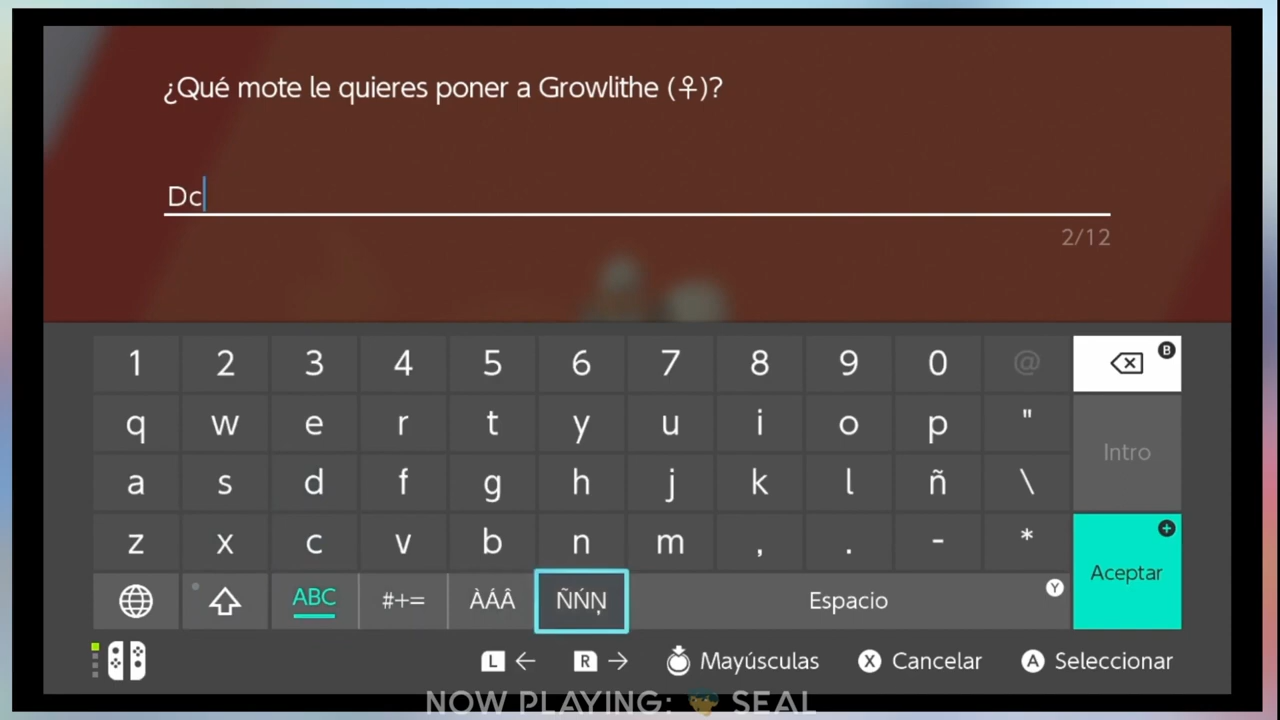 ¿Qué mote le quieres poner a Growlithe (♀)?
Dc
2/12
1 2 3 4 5 6 7 8 9 0 @ B
q w e r t y u i o p "
a s d f g h j k l ñ \ Intro
z x c v b n m , . - * + Aceptar
ABC #+= ÀÁÂ ÑŃŅ Espacio Y
L ← R → Mayúsculas X Cancelar A Seleccionar
NOW PLAYING: SEAL